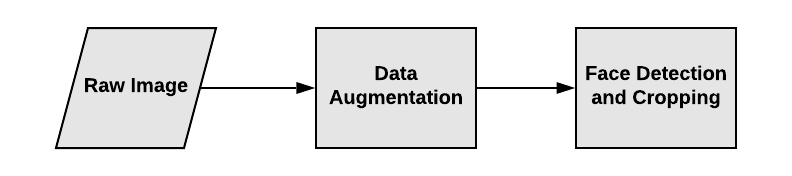 Raw Image
Data
Augmentation
Face Detection
and Cropping